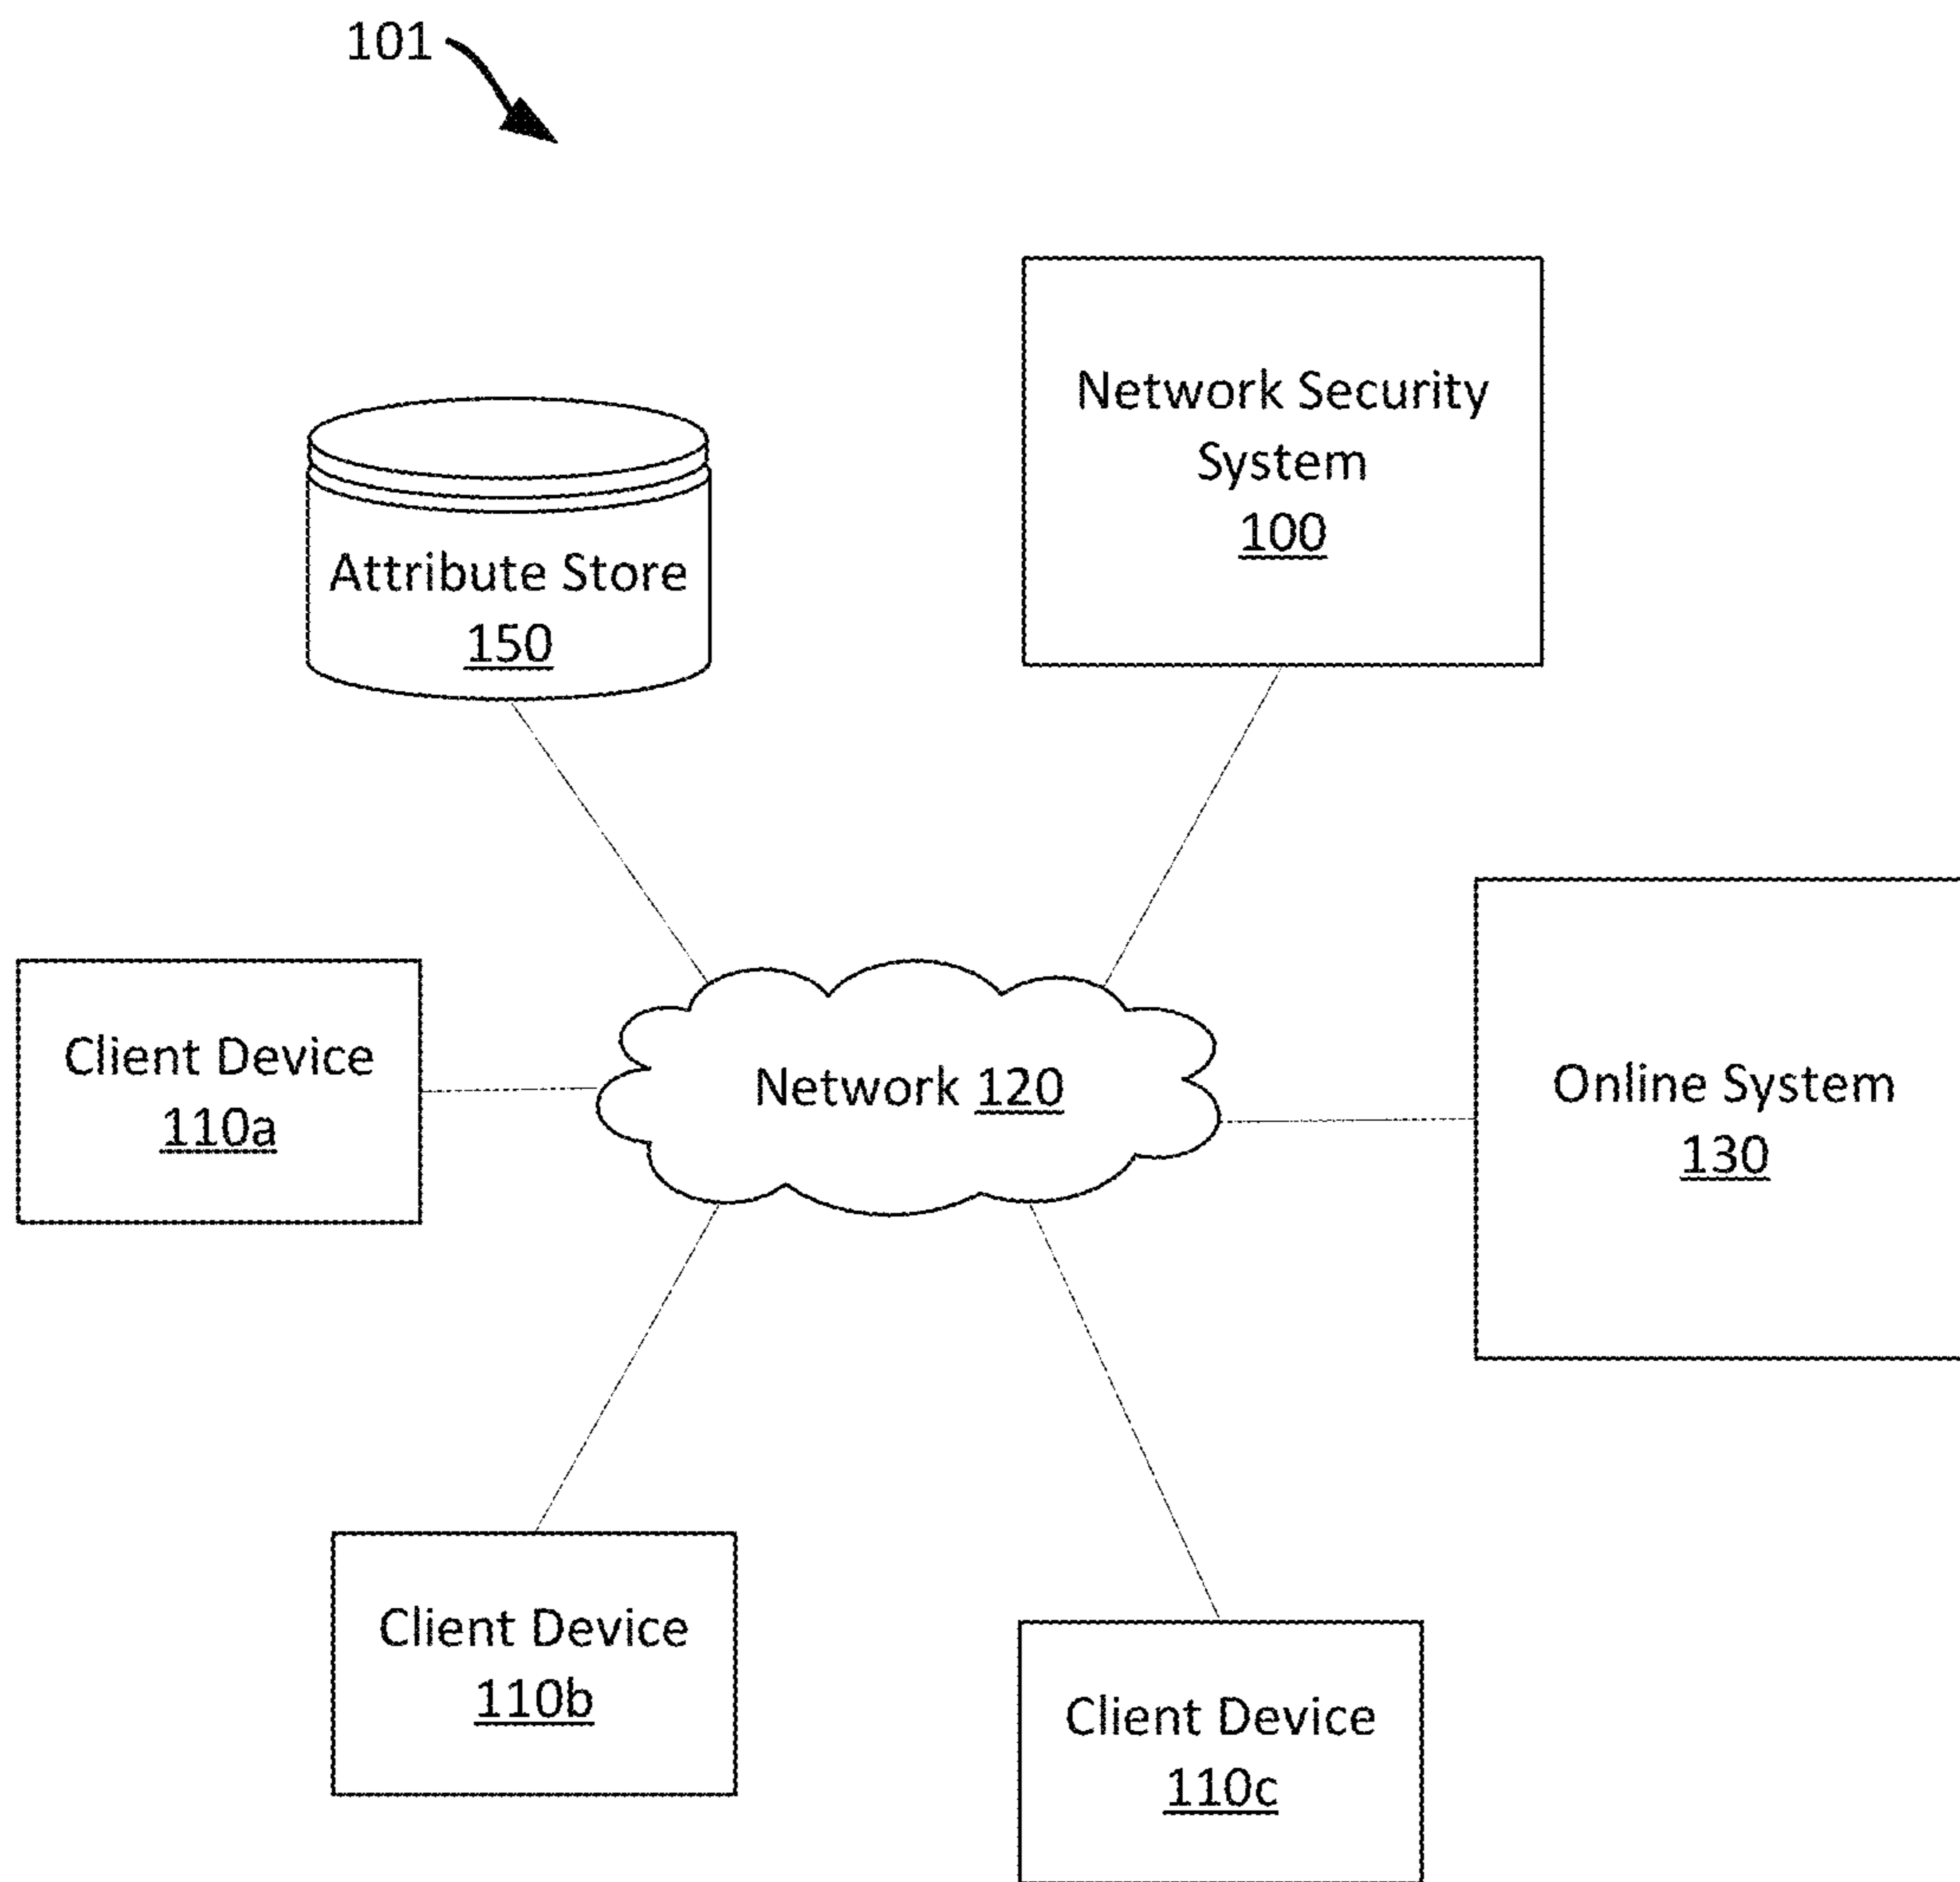 101
Network Security
System
100
Attribute Store
150
Client Device
110a
Network 120
Online System
130
Client Device
110b
Client Device
110c